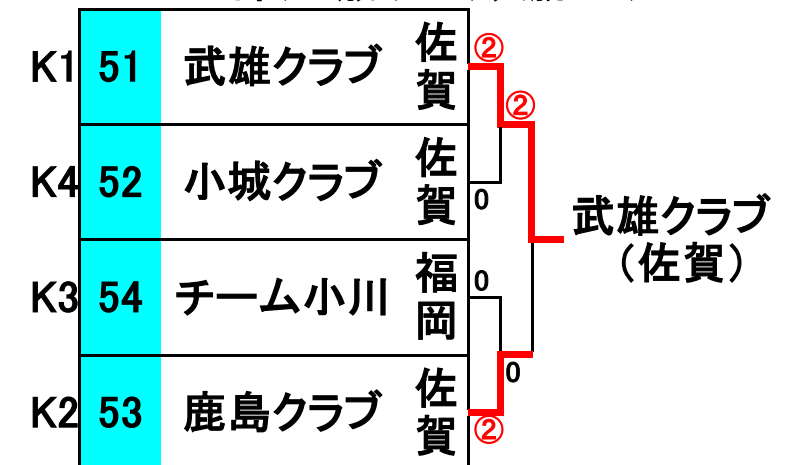 K1 51 武雄クラブ 佐賀 ②
②
K4 52 小城クラブ 佐賀 0
武雄クラブ
（佐賀）
K3 54 チーム小川 福岡 0
0
K2 53 鹿島クラブ 佐賀 ②